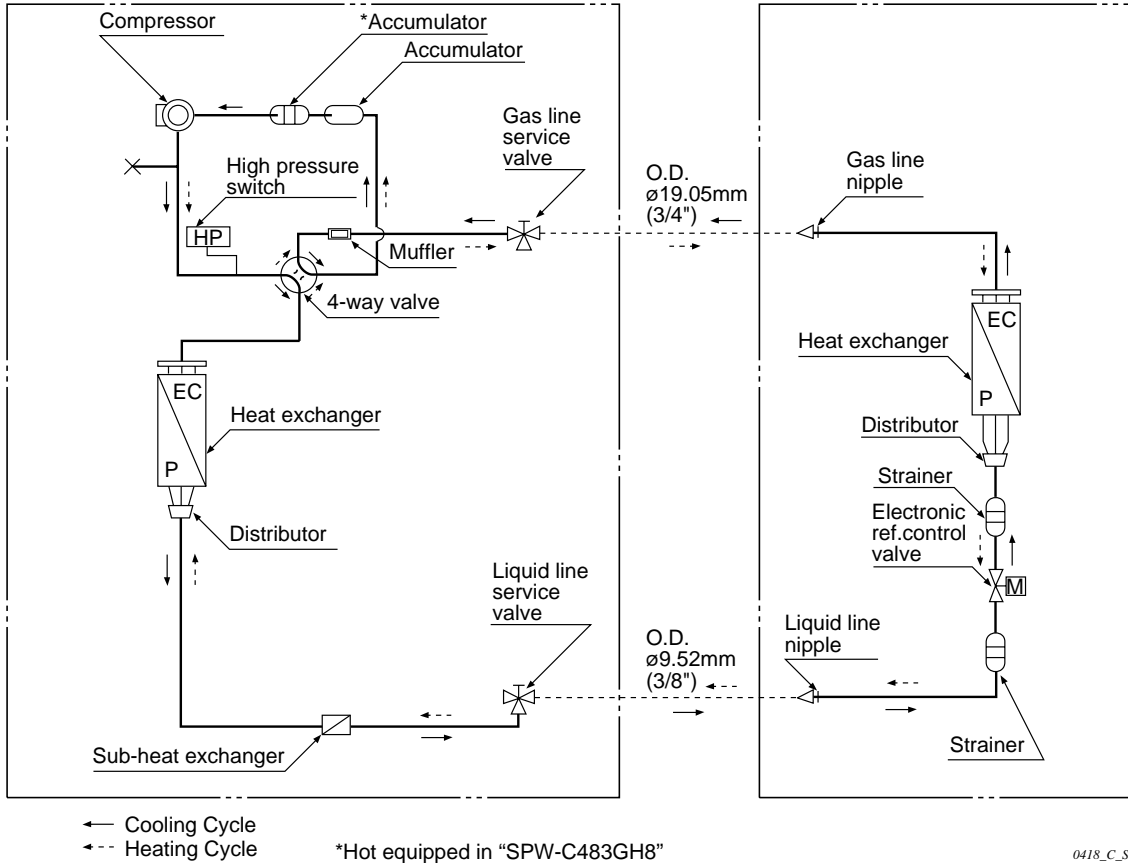 Compressor
*Accumulator
Accumulator
High pressure
switch
HP
Muffler
4-way valve
Gas line
service
valve
O.D.
ø19.05mm
(3/4")
Gas line
nipple
EC
Heat exchanger
P
Distributor
EC
Heat exchanger
P
Distributor
Strainer
Electronic
ref.control
valve
M
Liquid line
service
valve
O.D.
ø9.52mm
(3/8")
Liquid line
nipple
Strainer
Sub-heat exchanger
Cooling Cycle
Heating Cycle
*Hot equipped in “SPW-C483GH8”
0418_C_S